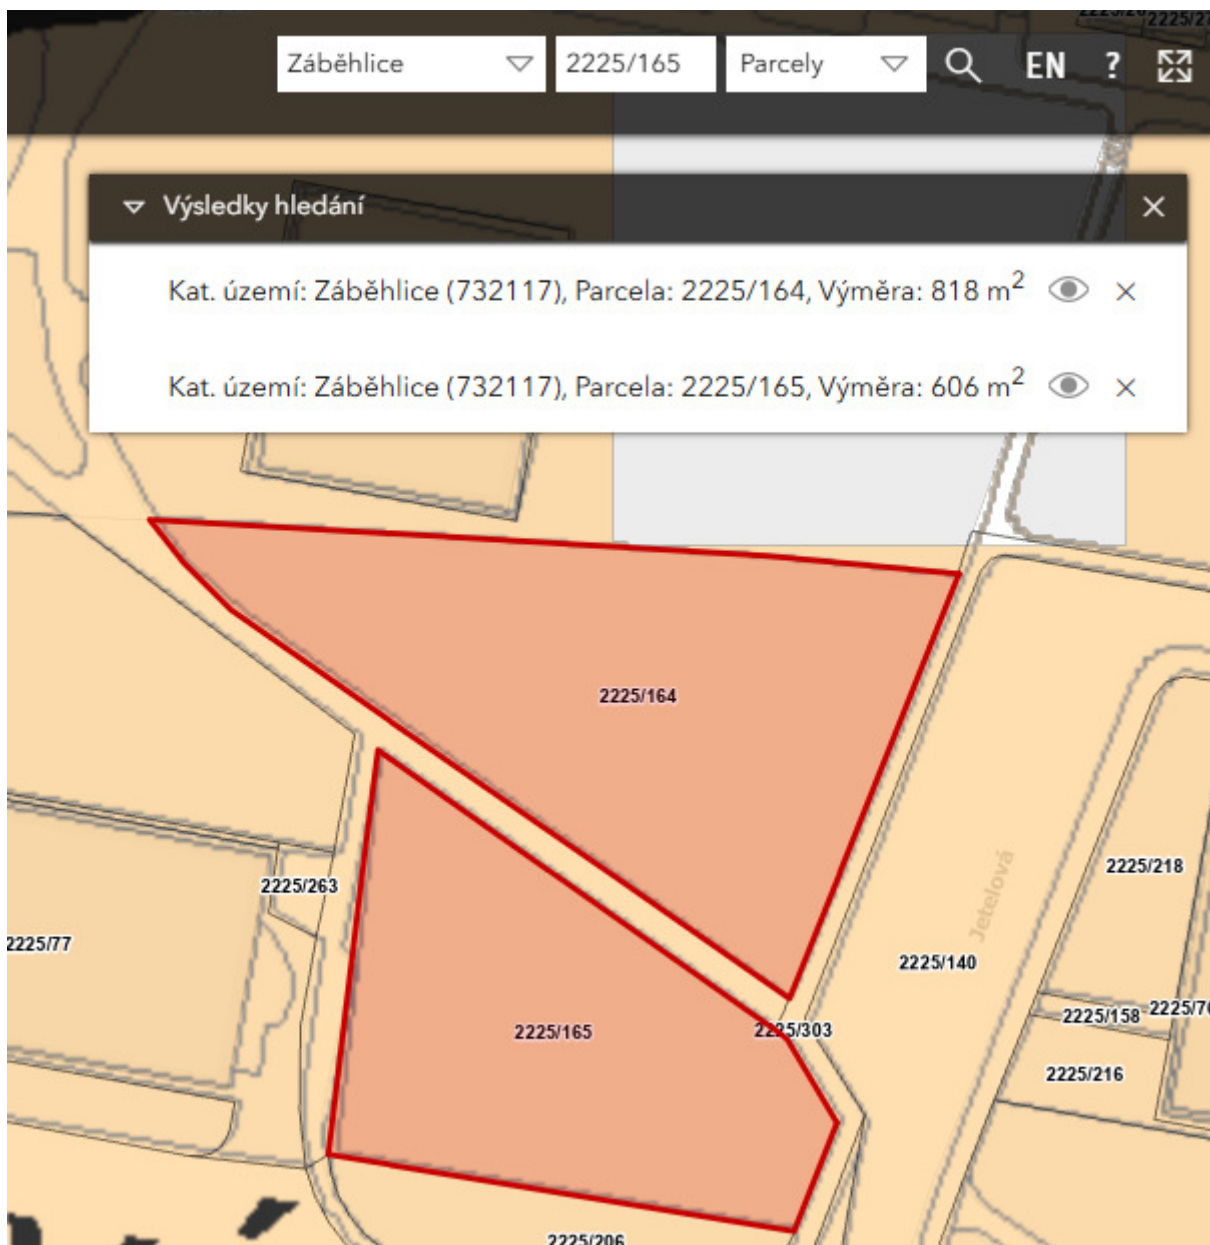 2225/27
Záběhlice
2225/165
Parcely
EN
?
Výsledky hledání
Kat. území: Záběhlice (732117), Parcela: 2225/164, Výměra: 818 m²
Kat. území: Záběhlice (732117), Parcela: 2225/165, Výměra: 606 m²
2225/164
2225/218
2225/263
Jetelová
2225/77
2225/140
2225/158
2225/165
2225/303
2225/216
2225/206